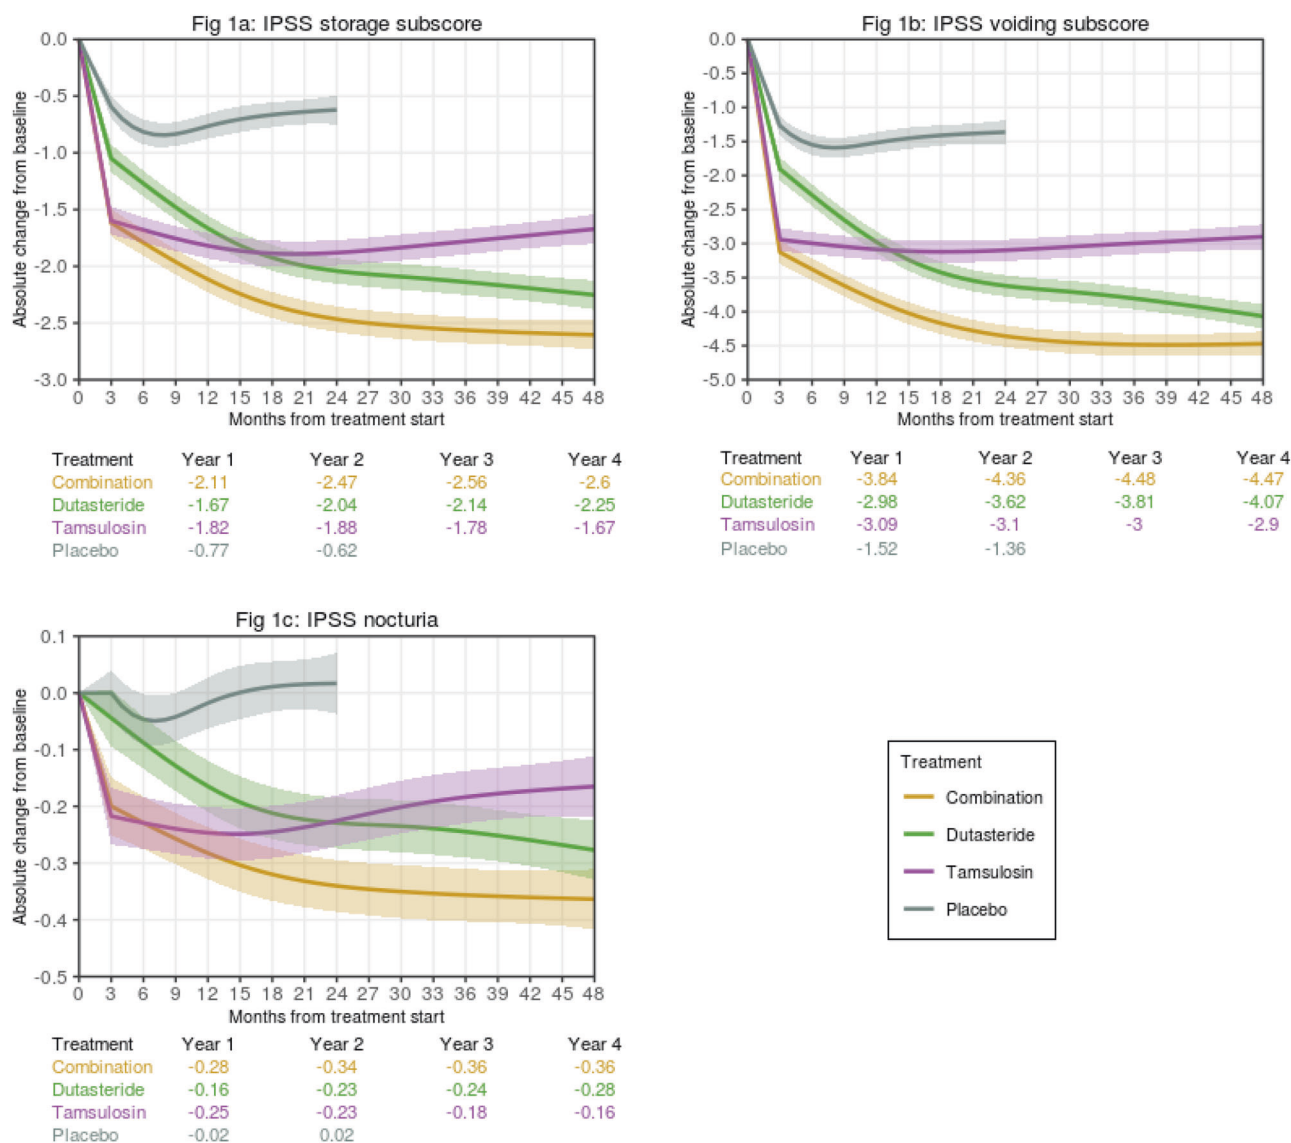 Fig 1a: IPSS storage subscore
Absolute change from baseline
0.0
-0.5
-1.0
-1.5
-2.0
-2.5
-3.0
0 3 6 9 12 15 18 21 24 27 30 33 36 39 42 45 48
Months from treatment start
Treatment Year 1 Year 2 Year 3 Year 4
Combination -2.11 -2.47 -2.56 -2.6
Dutasteride -1.67 -2.04 -2.14 -2.25
Tamsulosin -1.82 -1.88 -1.78 -1.67
Placebo -0.77 -0.62
Fig 1b: IPSS voiding subscore
Absolute change from baseline
0.0
-0.5
-1.0
-1.5
-2.0
-2.5
-3.0
-3.5
-4.0
-4.5
-5.0
0 3 6 9 12 15 18 21 24 27 30 33 36 39 42 45 48
Months from treatment start
Treatment Year 1 Year 2 Year 3 Year 4
Combination -3.84 -4.36 -4.48 -4.47
Dutasteride -2.98 -3.62 -3.81 -4.07
Tamsulosin -3.09 -3.1 -3 -2.9
Placebo -1.52 -1.36
Fig 1c: IPSS nocturia
Absolute change from baseline
0.1
0.0
-0.1
-0.2
-0.3
-0.4
-0.5
0 3 6 9 12 15 18 21 24 27 30 33 36 39 42 45 48
Months from treatment start
Treatment Year 1 Year 2 Year 3 Year 4
Combination -0.28 -0.34 -0.36 -0.36
Dutasteride -0.16 -0.23 -0.24 -0.28
Tamsulosin -0.25 -0.23 -0.18 -0.16
Placebo -0.02 0.02
Treatment
Combination
Dutasteride
Tamsulosin
Placebo